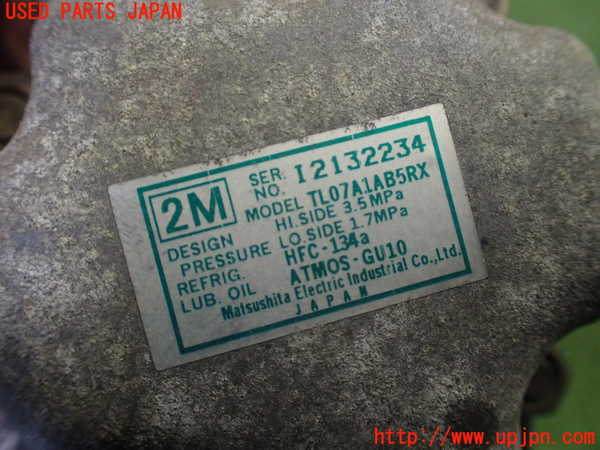 USED PARTS JAPAN
2M
SER. NO. I2132234
MODEL TL07A1AB5RX
DESIGN PRESSURE HI.SIDE 3.5MPa
LO.SIDE 1.7MPa
REFRIG. HFC-134a
LUB. OIL ATMOS-GU10
Matsushita Electric Industrial Co.,Ltd.
JAPAN
http://www.upjpn.com/